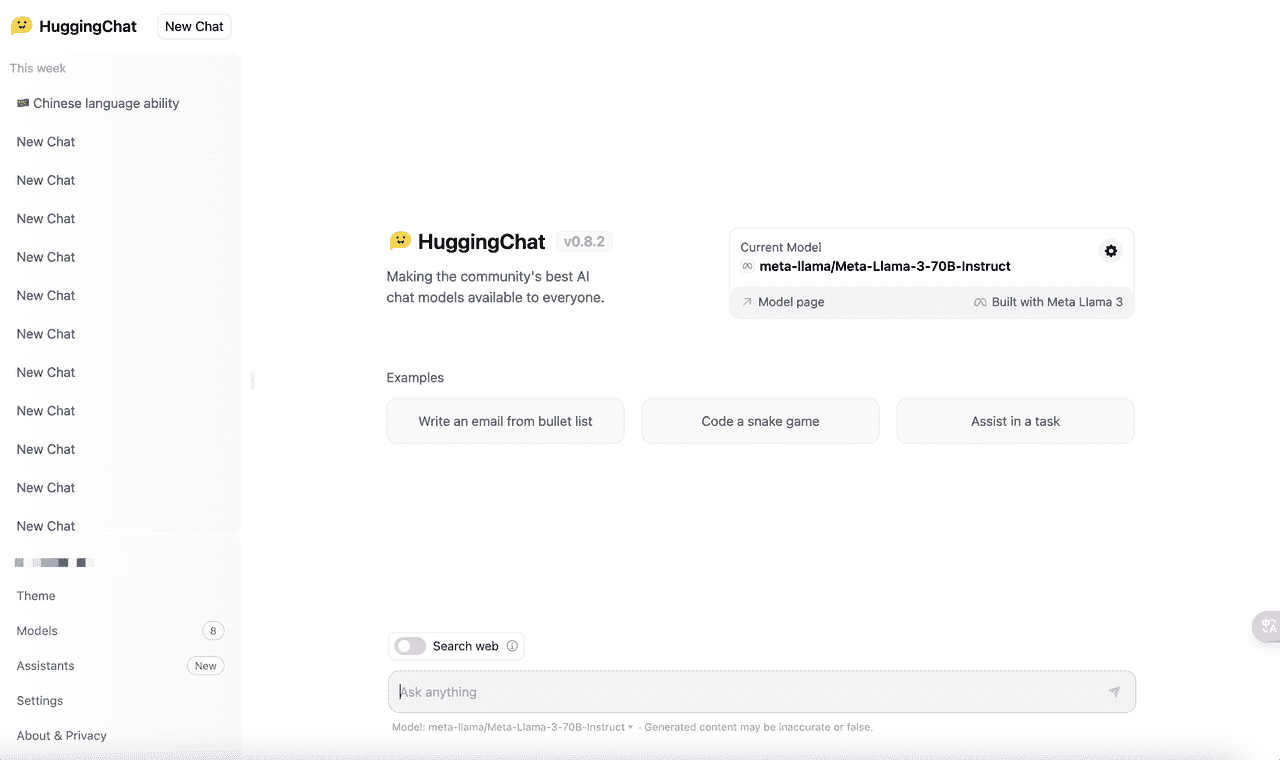 HuggingChat
New Chat
This week
Chinese language ability
New Chat
New Chat
New Chat
New Chat
New Chat
New Chat
New Chat
New Chat
New Chat
New Chat
New Chat
Theme
Models 8
Assistants New
Settings
About & Privacy
HuggingChat v0.8.2
Making the community's best AI
chat models available to everyone.
Current Model
meta-llama/Meta-Llama-3-70B-Instruct
Model page
Built with Meta Llama 3
Examples
Write an email from bullet list
Code a snake game
Assist in a task
Search web
Ask anything
Model: meta-llama/Meta-Llama-3-70B-Instruct · Generated content may be inaccurate or false.